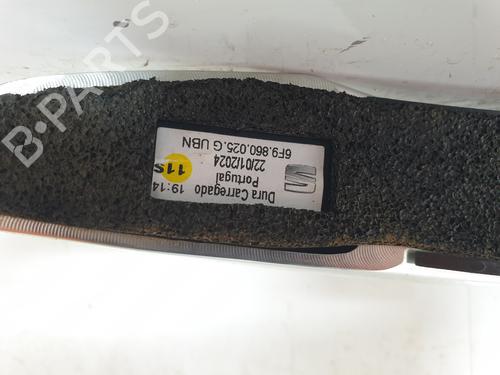 B-PARTS
6F9.860.025.G UBN
22/01/2024
Portugal
Dura Carregado
19:14
11S